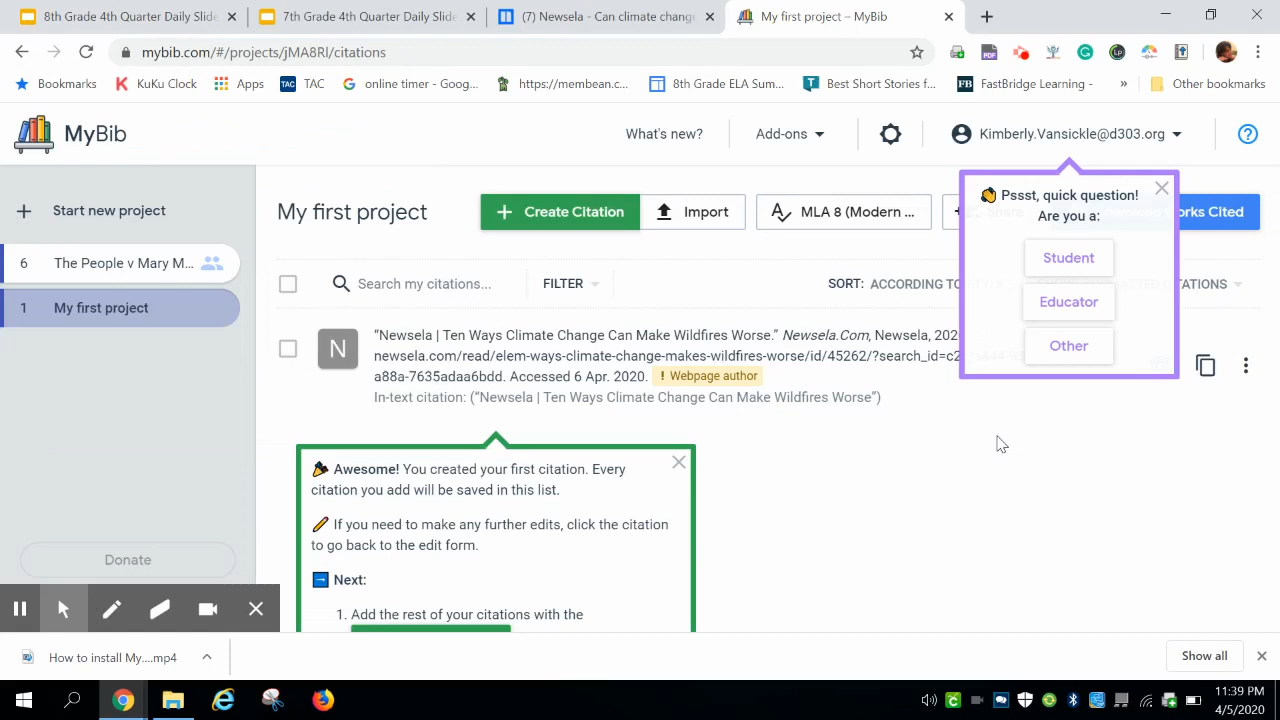 8th Grade 4th Quarter Daily Slide
7th Grade 4th Quarter Daily Slide
(7) Newsela - Can climate chang
My first project – MyBib
mybib.com/#/projects/jMA8Rl/citations
Bookmarks
KuKu Clock
Apps
TAC TAC
online timer - Goog...
https://membean.c...
8th Grade ELA Sum...
Best Short Stories f...
FB FastBridge Learning -
»
Other bookmarks
MyBib
What's new?
Add-ons
Kimberly.Vansickle@d303.org
Start new project
6 The People v Mary M...
1 My first project
Donate
My first project
+ Create Citation
Import
MLA 8 (Modern ...
Works Cited
Pssst, quick question!
Are you a:
Student
Educator
Other
Search my citations...
FILTER
SORT: ACCORDING TO
CITATIONS
N
“Newsela | Ten Ways Climate Change Can Make Wildfires Worse.” Newsela.Com, Newsela, 202
newsela.com/read/elem-ways-climate-change-makes-wildfires-worse/id/45262/?search_id=c2
a88a-7635adaa6bdd. Accessed 6 Apr. 2020. ! Webpage author
In-text citation: (“Newsela | Ten Ways Climate Change Can Make Wildfires Worse”)
Awesome! You created your first citation. Every
citation you add will be saved in this list.
If you need to make any further edits, click the citation
to go back to the edit form.
Next:
1. Add the rest of your citations with the
How to install My....mp4
Show all
11:39 PM
4/5/2020